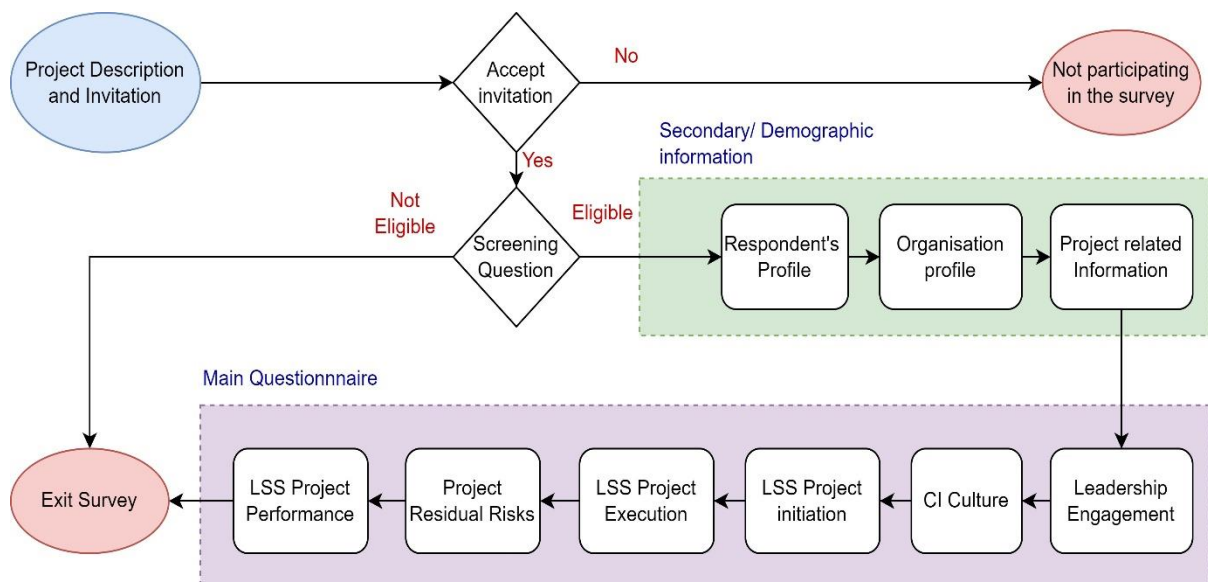 Project Description
and Invitation
Accept
invitation
No
Not participating
in the survey
Yes
Secondary/ Demographic
information
Not
Eligible
Screening
Question
Eligible
Respondent's
Profile
Organisation
profile
Project related
Information
Main Questionnnaire
Exit Survey
LSS Project
Performance
Project
Residual Risks
LSS Project
Execution
LSS Project
initiation
CI Culture
Leadership
Engagement